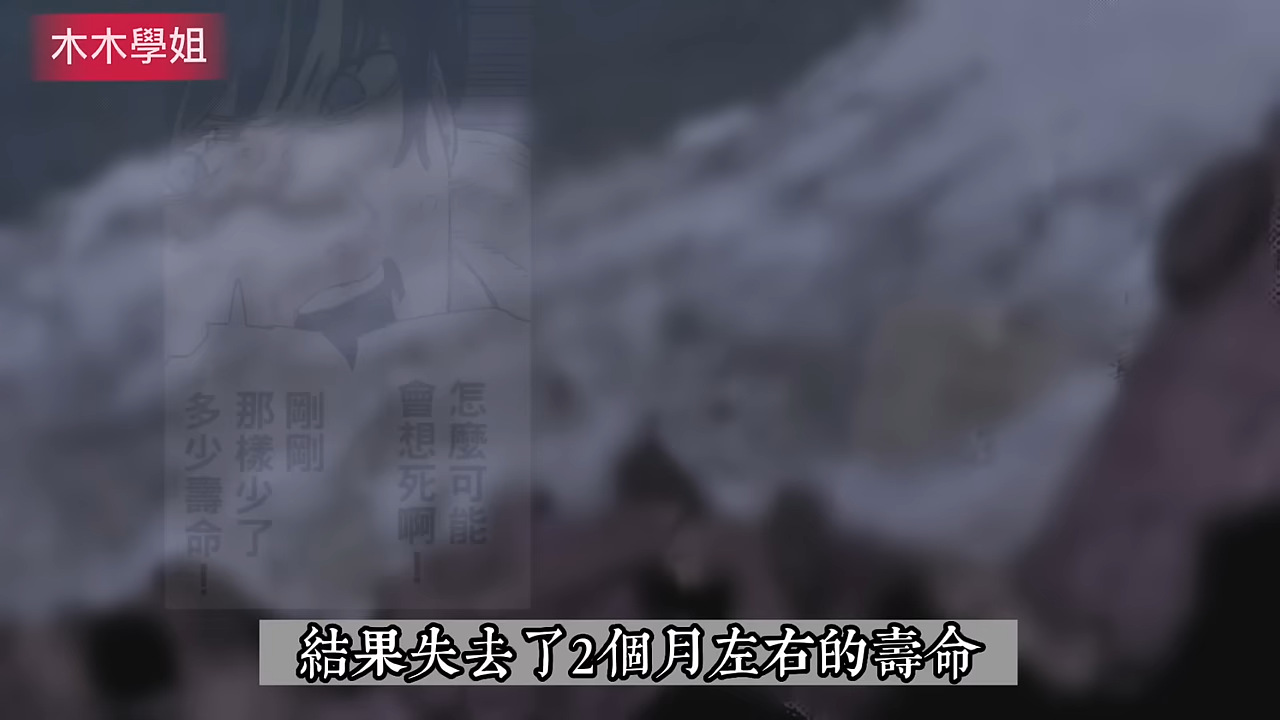 木木學姐
怎麼可能
會想死啊！
剛剛
那樣少了
多少壽命！
結果失去了2個月左右的壽命